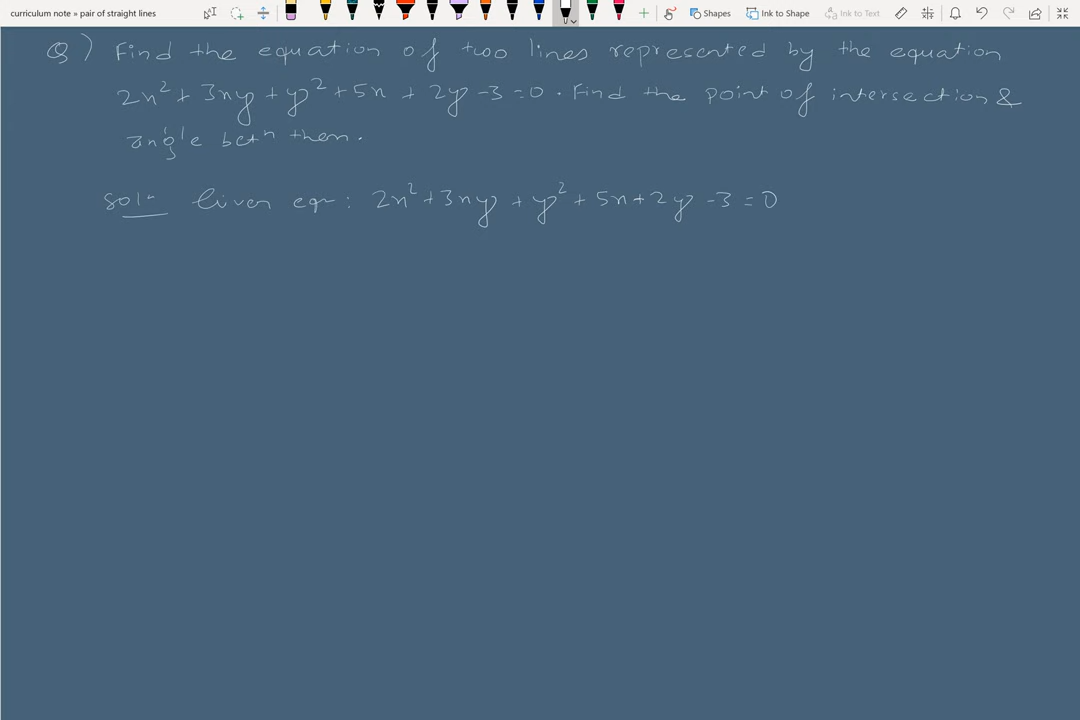 curriculum note » pair of straight lines
Shapes Ink to Shape Ink to Text
Q) Find the equation of two lines represented by the equation
2x² + 3xy + y² + 5x + 2y - 3 = 0. Find the point of intersection &
angle betn them.
Soln: Given eqn: 2x² + 3xy + y² + 5x + 2y - 3 = 0